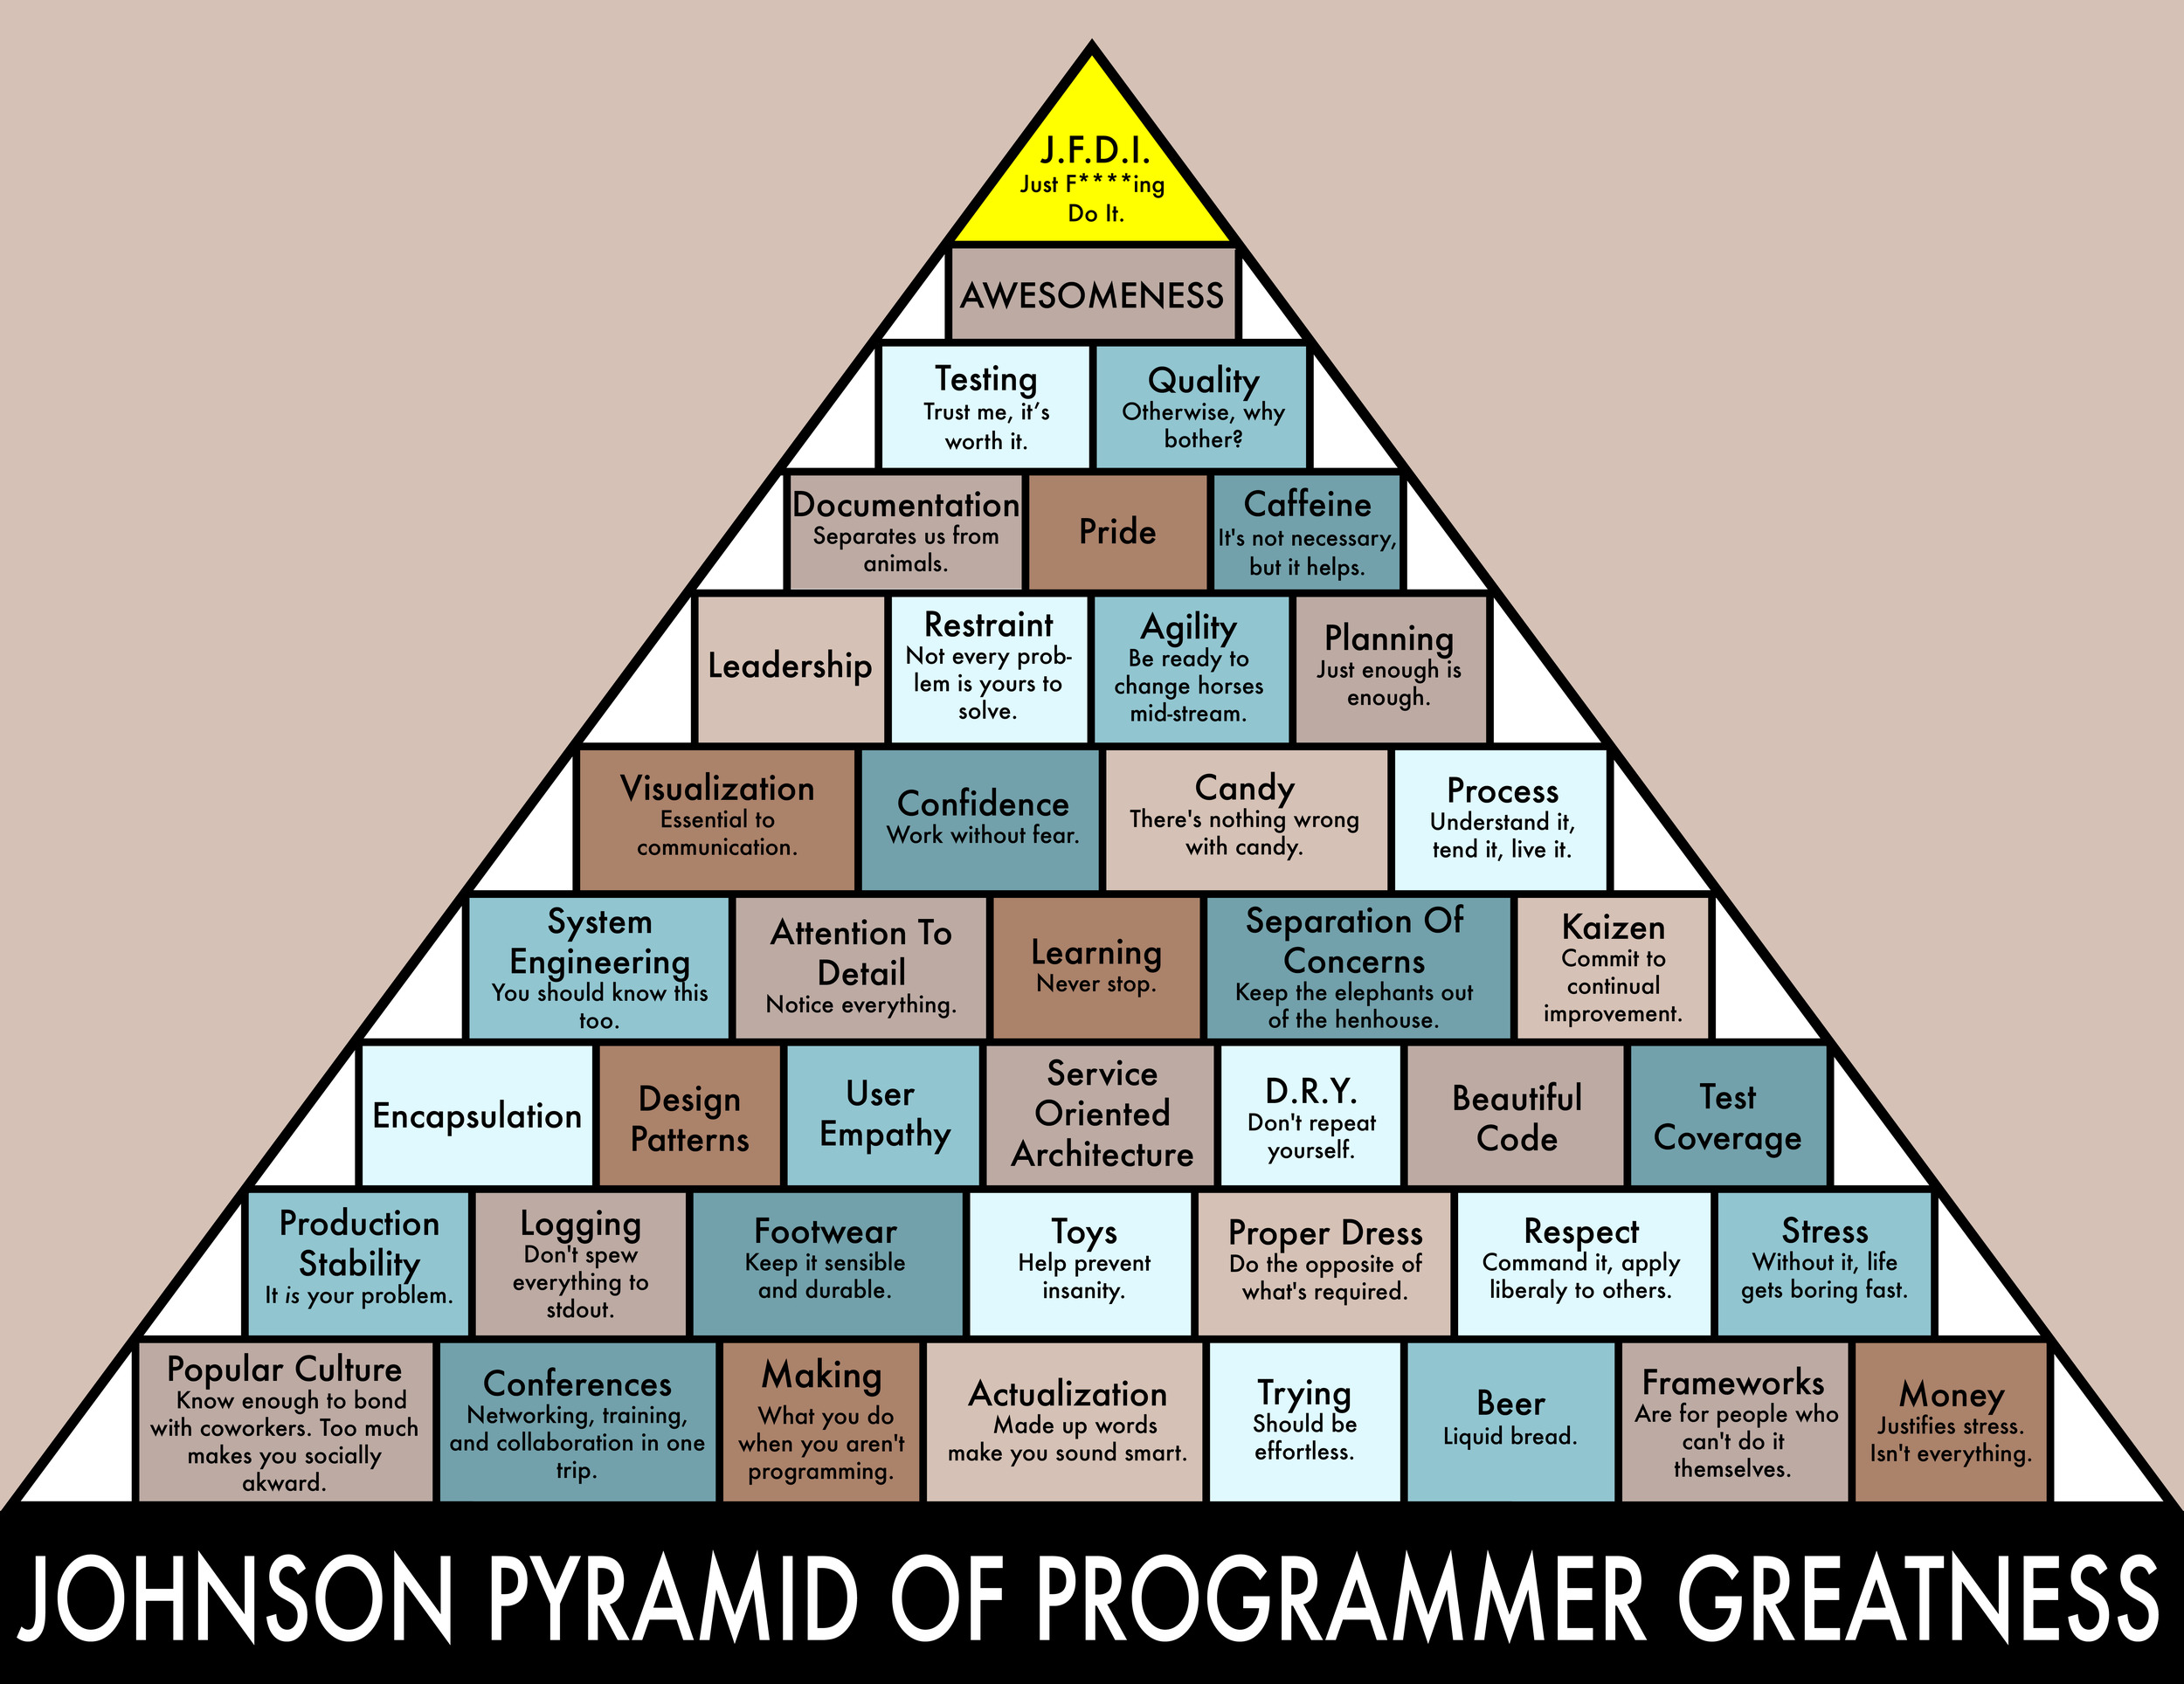 J.F.D.I.
Just F****ing
Do It.
AWESOMENESS
Testing
Trust me, it’s
worth it.
Quality
Otherwise, why
bother?
Documentation
Separates us from
animals.
Pride
Caffeine
It's not necessary,
but it helps.
Leadership
Restraint
Not every prob-
lem is yours to
solve.
Agility
Be ready to
change horses
mid-stream.
Planning
Just enough is
enough.
Visualization
Essential to
communication.
Confidence
Work without fear.
Candy
There's nothing wrong
with candy.
Process
Understand it,
tend it, live it.
System
Engineering
You should know this
too.
Attention To
Detail
Notice everything.
Learning
Never stop.
Separation Of
Concerns
Keep the elephants out
of the henhouse.
Kaizen
Commit to
continual
improvement.
Encapsulation
Design
Patterns
User
Empathy
Service
Oriented
Architecture
D.R.Y.
Don't repeat
yourself.
Beautiful
Code
Test
Coverage
Production
Stability
It is your problem.
Logging
Don't spew
everything to
stdout.
Footwear
Keep it sensible
and durable.
Toys
Help prevent
insanity.
Proper Dress
Do the opposite of
what's required.
Respect
Command it, apply
liberaly to others.
Stress
Without it, life
gets boring fast.
Popular Culture
Know enough to bond
with coworkers. Too much
makes you socially
akward.
Conferences
Networking, training,
and collaboration in one
trip.
Making
What you do
when you aren't
programming.
Actualization
Made up words
make you sound smart.
Trying
Should be
effortless.
Beer
Liquid bread.
Frameworks
Are for people who
can't do it
themselves.
Money
Justifies stress.
Isn't everything.
JOHNSON PYRAMID OF PROGRAMMER GREATNESS